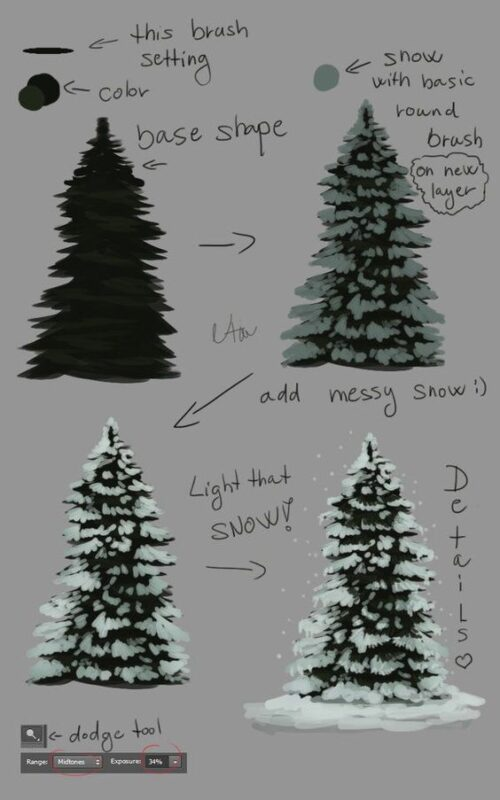 this brush
setting
color
base shape
snow
with basic
round
brush
on new
layer
add messy snow :)
Light that
SNOW!
Details ♡
dodge tool
Range: Midtones Exposure: 34%